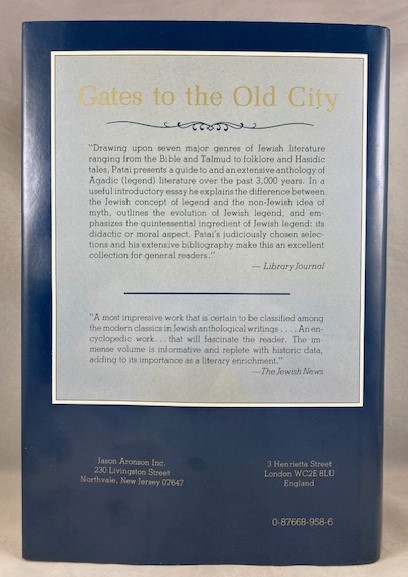 Gates to the Old City
"Drawing upon seven major genres of Jewish literature
ranging from the Bible and Talmud to folklore and Hasidic
tales, Patai presents a guide to and an extensive anthology of
Agadic (legend) literature over the past 3,000 years. In a
useful introductory essay he explains the difference between
the Jewish concept of legend and the non-Jewish idea of
myth, outlines the evolution of Jewish legend, and em-
phasizes the quintessential ingredient of Jewish legend: its
didactic or moral aspect. Patai's judiciously chosen selec-
tions and his extensive bibliography make this an excellent
collection for general readers."
— Library Journal
"A most impressive work that is certain to be classified among
the modern classics in Jewish anthological writings . . . . An en-
cyclopedic work . . . that will fascinate the reader. The im-
mense volume is informative and replete with historic data,
adding to its importance as a literary enrichment."
—The Jewish News
Jason Aronson Inc.
230 Livingston Street
Northvale, New Jersey 07647
3 Henrietta Street
London WC2E 8LU
England
0-87668-958-6